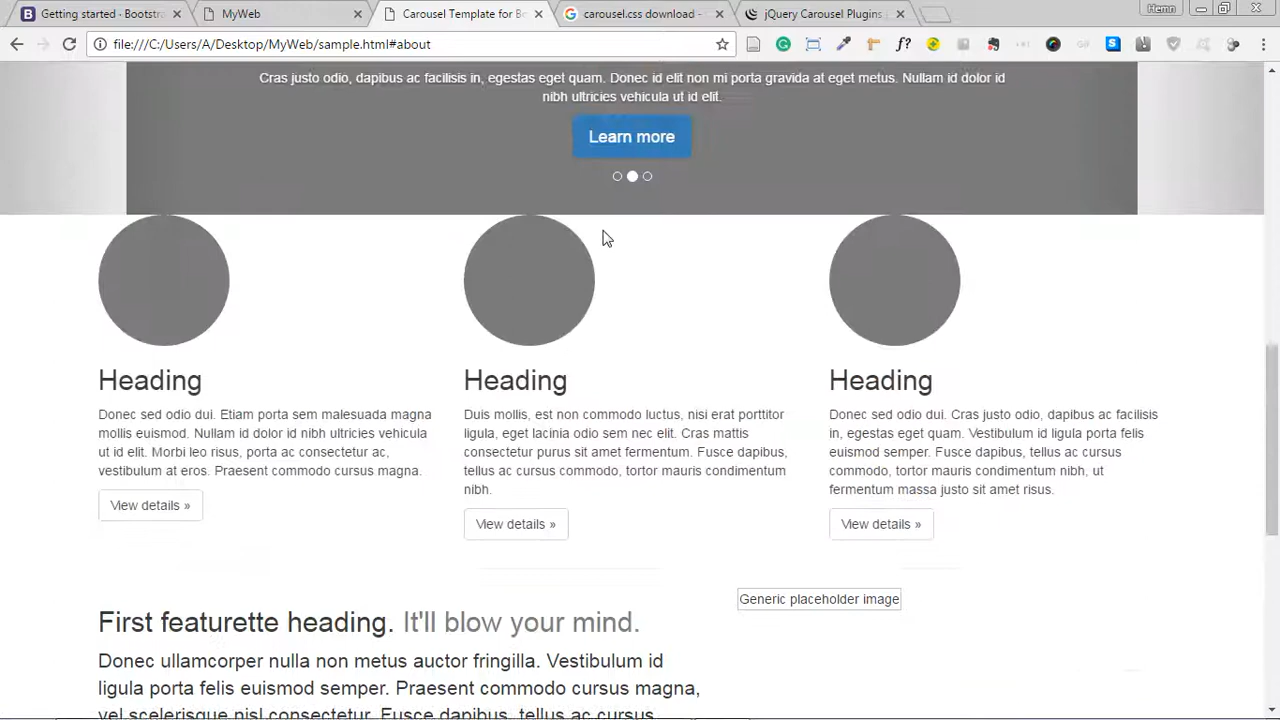 Getting started · Bootstra
MyWeb
Carousel Template for Bo
carousel.css download -
jQuery Carousel Plugins
Hemn
file:///C:/Users/A/Desktop/MyWeb/sample.html#about
Cras justo odio, dapibus ac facilisis in, egestas eget quam. Donec id elit non mi porta gravida at eget metus. Nullam id dolor id
nibh ultricies vehicula ut id elit.
Learn more
Heading
Donec sed odio dui. Etiam porta sem malesuada magna
mollis euismod. Nullam id dolor id nibh ultricies vehicula
ut id elit. Morbi leo risus, porta ac consectetur ac,
vestibulum at eros. Praesent commodo cursus magna.
View details »
Heading
Duis mollis, est non commodo luctus, nisi erat porttitor
ligula, eget lacinia odio sem nec elit. Cras mattis
consectetur purus sit amet fermentum. Fusce dapibus,
tellus ac cursus commodo, tortor mauris condimentum
nibh.
View details »
Heading
Donec sed odio dui. Cras justo odio, dapibus ac facilisis
in, egestas eget quam. Vestibulum id ligula porta felis
euismod semper. Fusce dapibus, tellus ac cursus
commodo, tortor mauris condimentum nibh, ut
fermentum massa justo sit amet risus.
View details »
First featurette heading. It'll blow your mind.
Donec ullamcorper nulla non metus auctor fringilla. Vestibulum id
ligula porta felis euismod semper. Praesent commodo cursus magna,
vel scelerisque nisl consectetur. Fusce dapibus, tellus ac cursus
Generic placeholder image